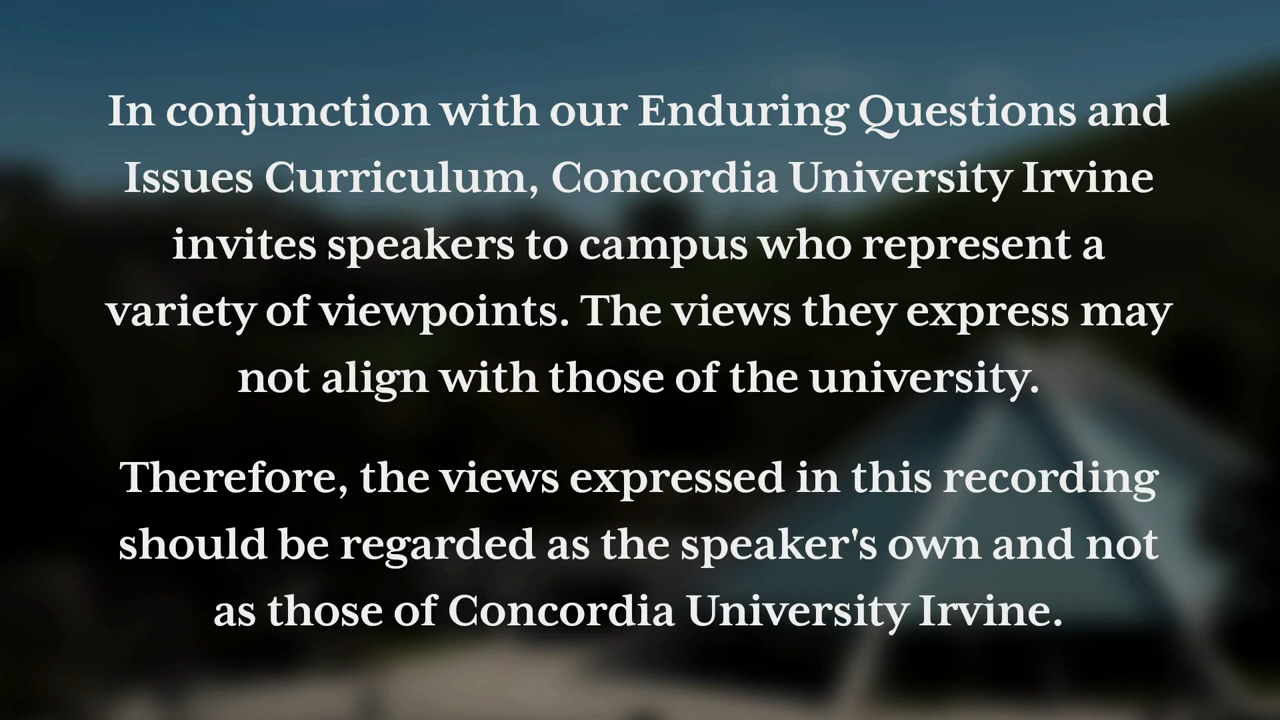 In conjunction with our Enduring Questions and
Issues Curriculum, Concordia University Irvine
invites speakers to campus who represent a
variety of viewpoints. The views they express may
not align with those of the university.
Therefore, the views expressed in this recording
should be regarded as the speaker's own and not
as those of Concordia University Irvine.